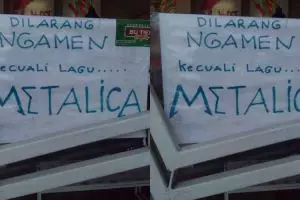 DILARANG
NGAMEN
KECUALI LAGU.....
METALICA
DILARANG
NGAMEN
KECUALI LAGU....
METALIC